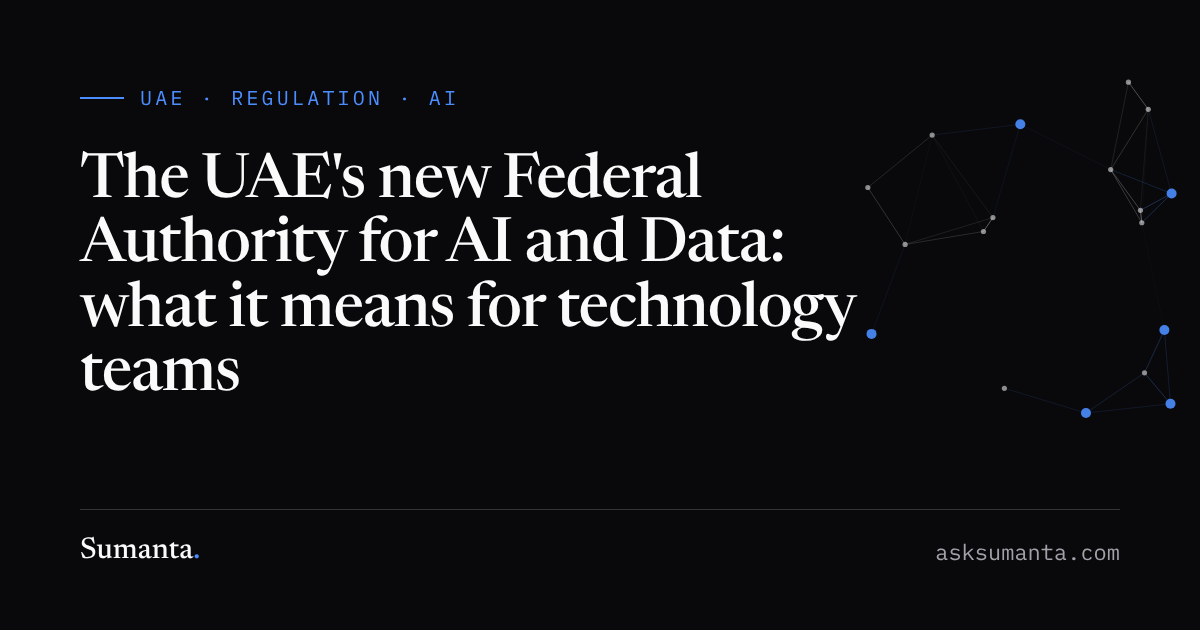 UAE · REGULATION · AI
The UAE's new Federal
Authority for AI and Data:
what it means for technology
teams
Sumanta.
asksumanta.com